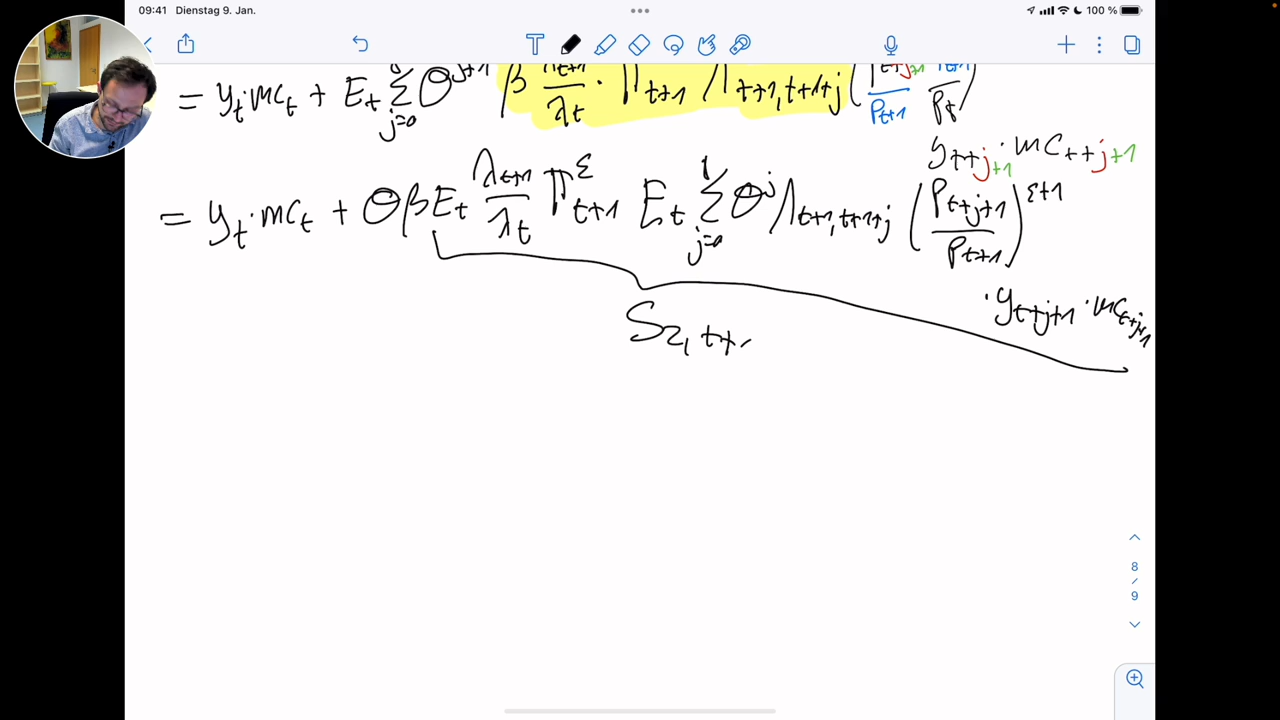 09:41 Dienstag 9. Jan. 100 %
= y_t · mc_t + E_t Σ_{j=0} Θ^{j+1} β λ_{t+1}/λ_t · Π_{t+1} Λ_{t+1,t+1+j} (P_{t+j+1}/P_{t+1} P_{t+1}/P_t)
y_{t+j+1} · mc_{t+j+1}
= y_t · mc_t + Θβ E_t λ_{t+1}/λ_t Π^ε_{t+1} E_t Σ_{j=0} Θ^j Λ_{t+1,t+1+j} (P_{t+j+1}/P_{t+1})^{ε+1}
· y_{t+j+1} · mc_{t+j+1}
S_{2,t+1}
8
/
9